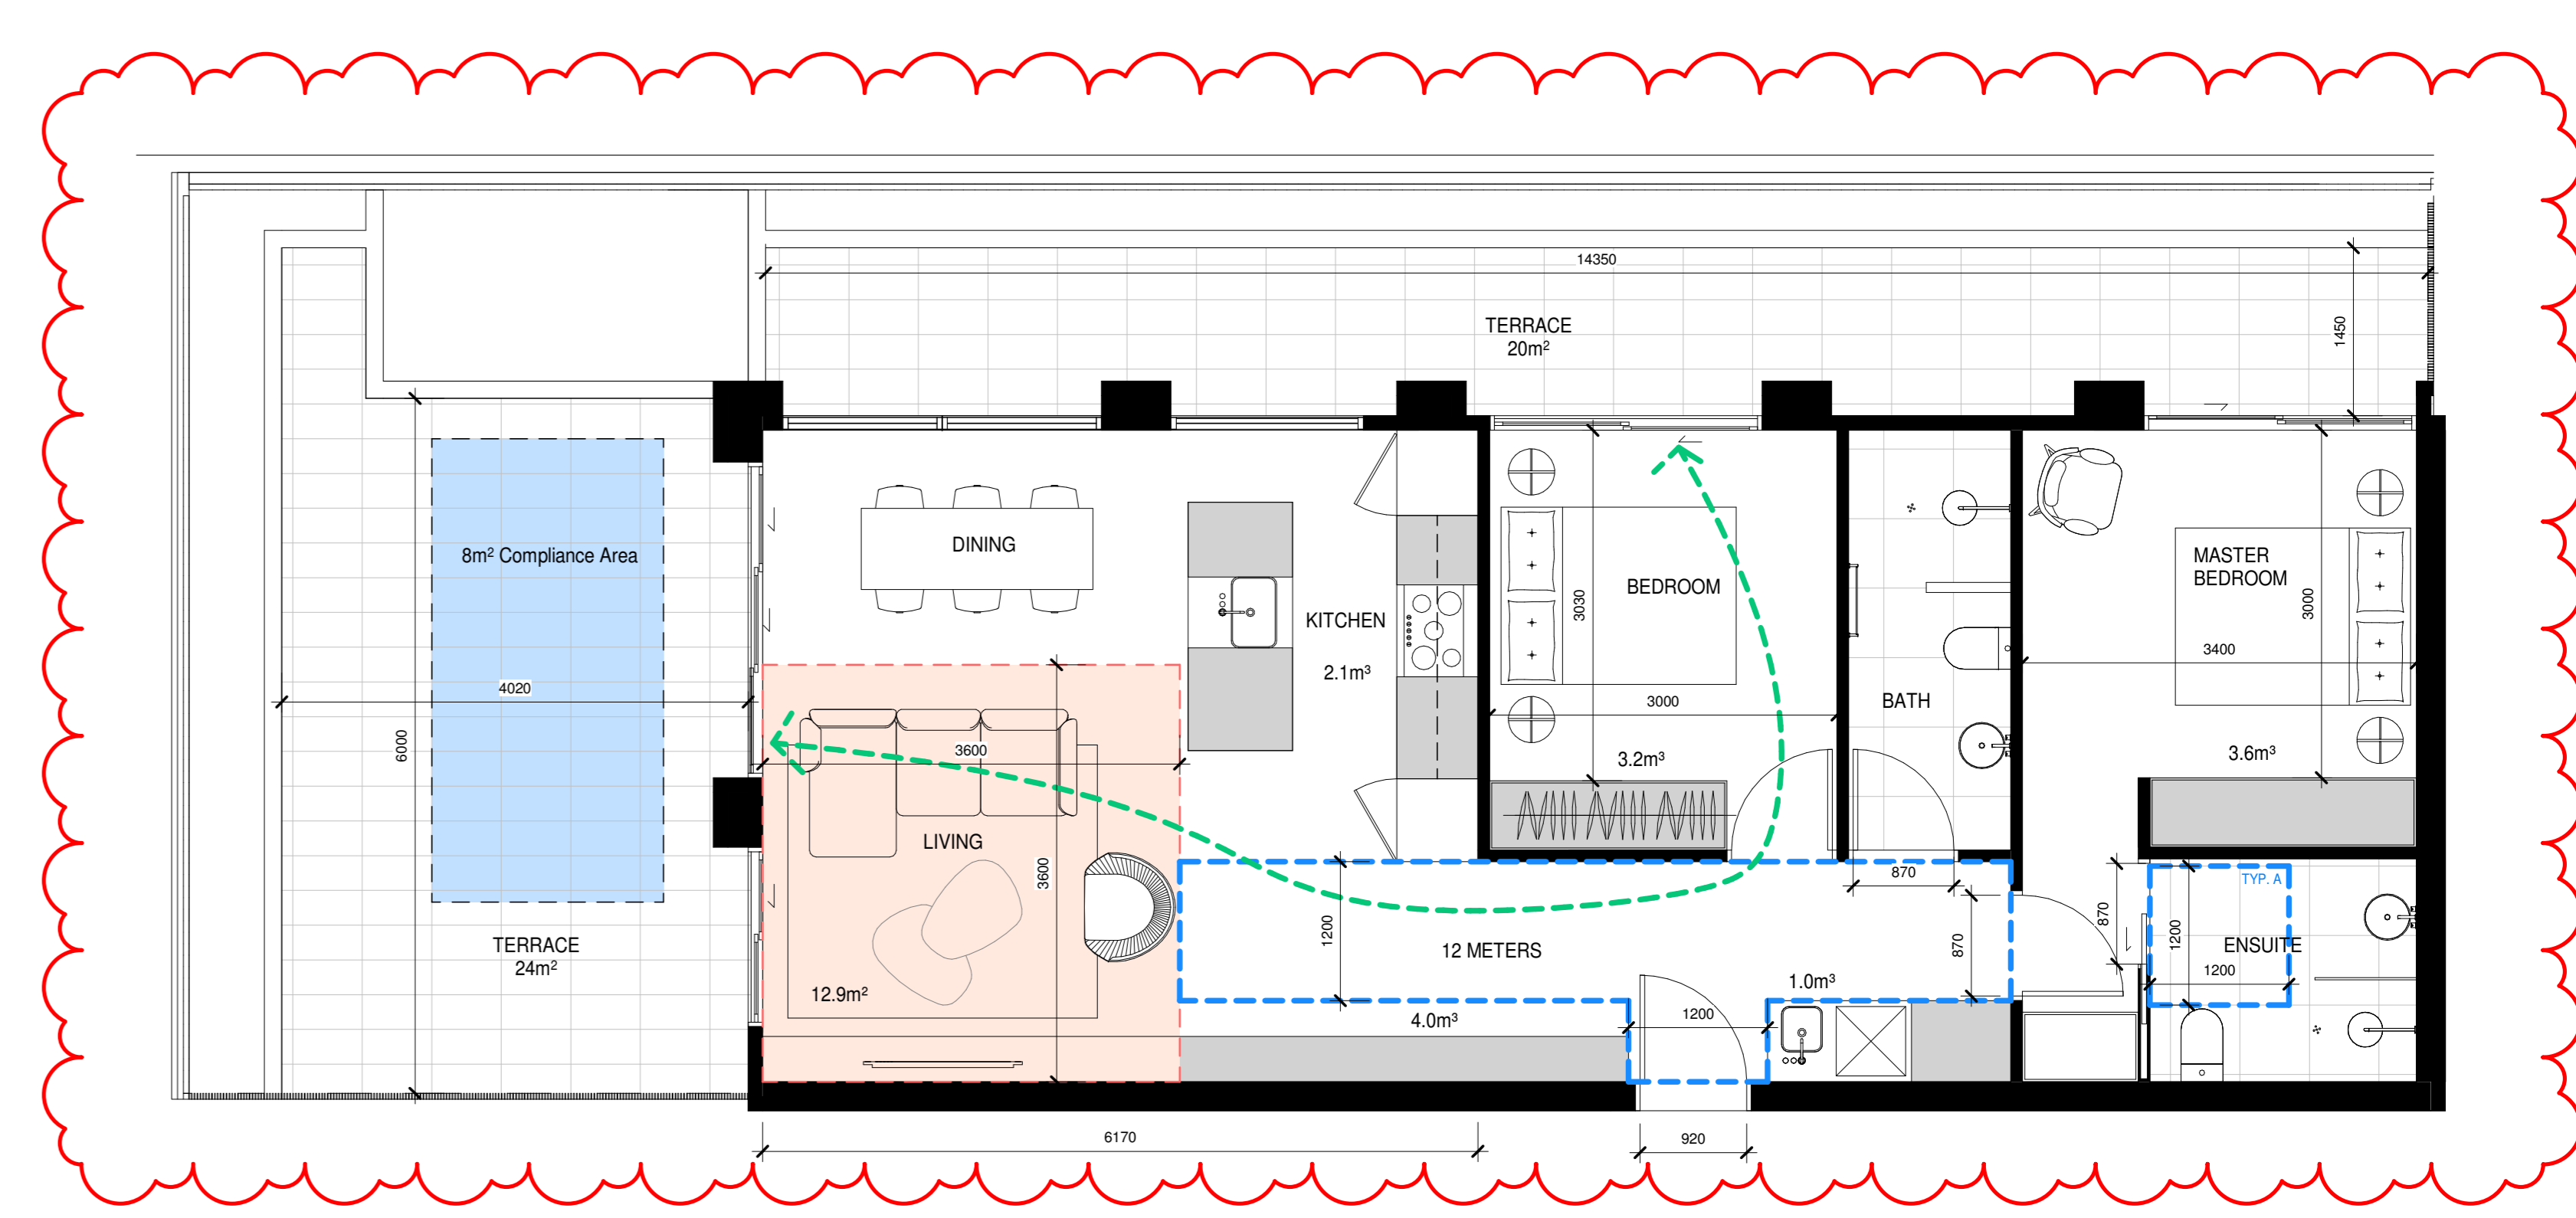 14350
TERRACE
20m²
1450
8m² Compliance Area
DINING
KITCHEN
2.1m³
BEDROOM
3030
3000
3.2m³
BATH
MASTER
BEDROOM
3000
3400
3.6m³
4020
6000
3600
LIVING
3600
12.9m²
TERRACE
24m²
1200
12 METERS
4.0m³
870
870
1.0m³
1200
870
TYP. A
1200
ENSUITE
1200
6170
920